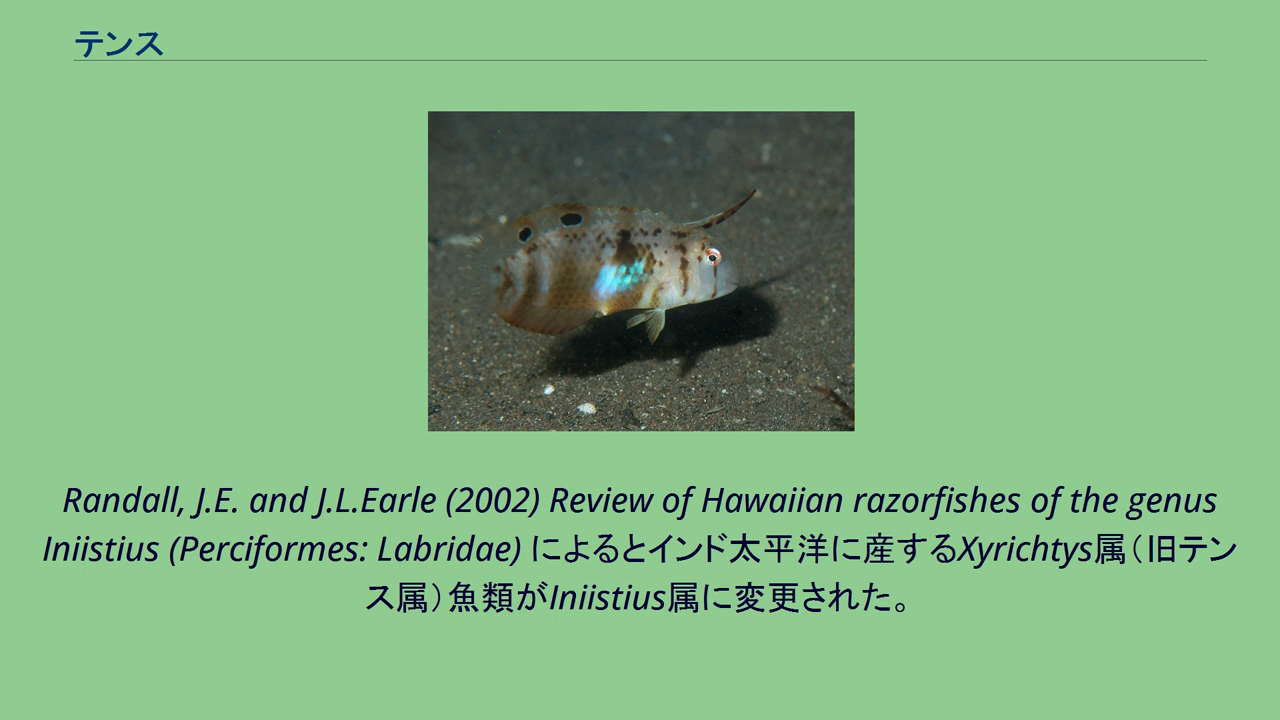 テンス
Randall, J.E. and J.L.Earle (2002) Review of Hawaiian razorfishes of the genus
Iniistius (Perciformes: Labridae) によるとインド太平洋に産するXyrichtys属（旧テン
ス属）魚類がIniistius属に変更された。